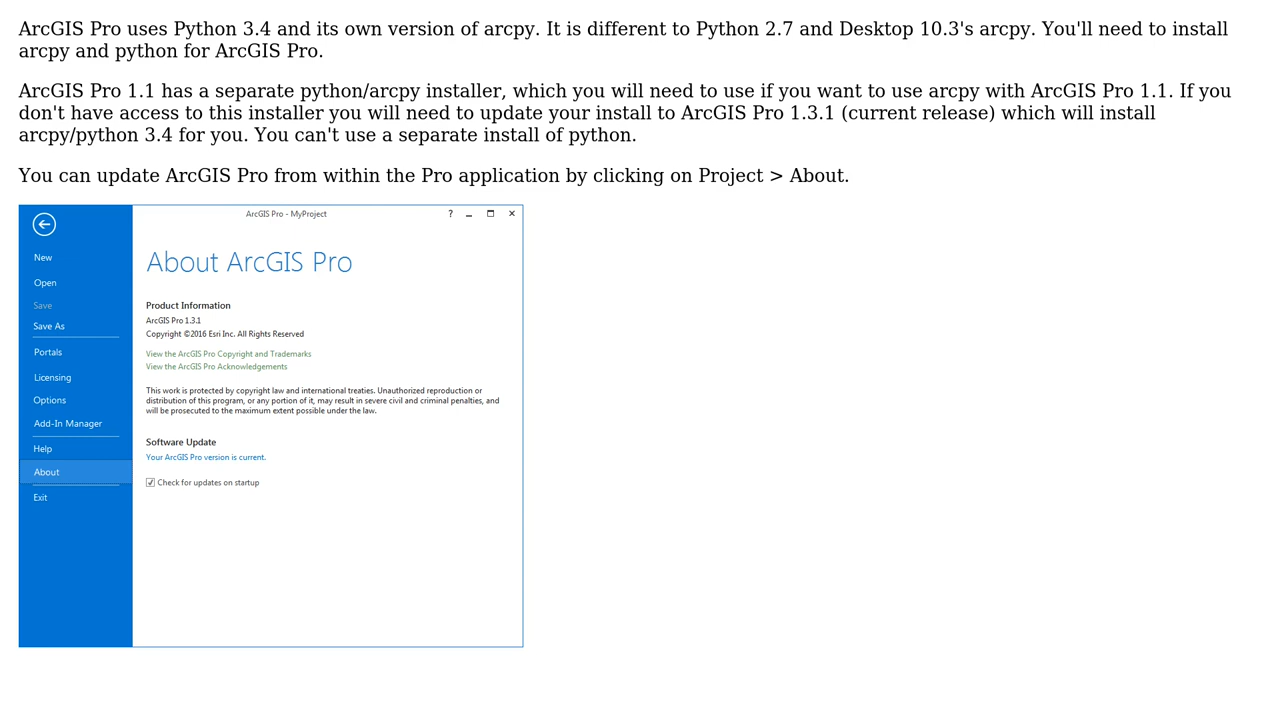 ArcGIS Pro uses Python 3.4 and its own version of arcpy. It is different to Python 2.7 and Desktop 10.3's arcpy. You'll need to install
arcpy and python for ArcGIS Pro.
ArcGIS Pro 1.1 has a separate python/arcpy installer, which you will need to use if you want to use arcpy with ArcGIS Pro 1.1. If you
don't have access to this installer you will need to update your install to ArcGIS Pro 1.3.1 (current release) which will install
arcpy/python 3.4 for you. You can't use a separate install of python.
You can update ArcGIS Pro from within the Pro application by clicking on Project > About.
ArcGIS Pro - MyProject
?
New
Open
Save
Save As
Portals
Licensing
Options
Add-In Manager
Help
About
Exit
About ArcGIS Pro
Product Information
ArcGIS Pro 1.3.1
Copyright ©2016 Esri Inc. All Rights Reserved
View the ArcGIS Pro Copyright and Trademarks
View the ArcGIS Pro Acknowledgements
This work is protected by copyright law and international treaties. Unauthorized reproduction or
distribution of this program, or any portion of it, may result in severe civil and criminal penalties, and
will be prosecuted to the maximum extent possible under the law.
Software Update
Your ArcGIS Pro version is current.
Check for updates on startup